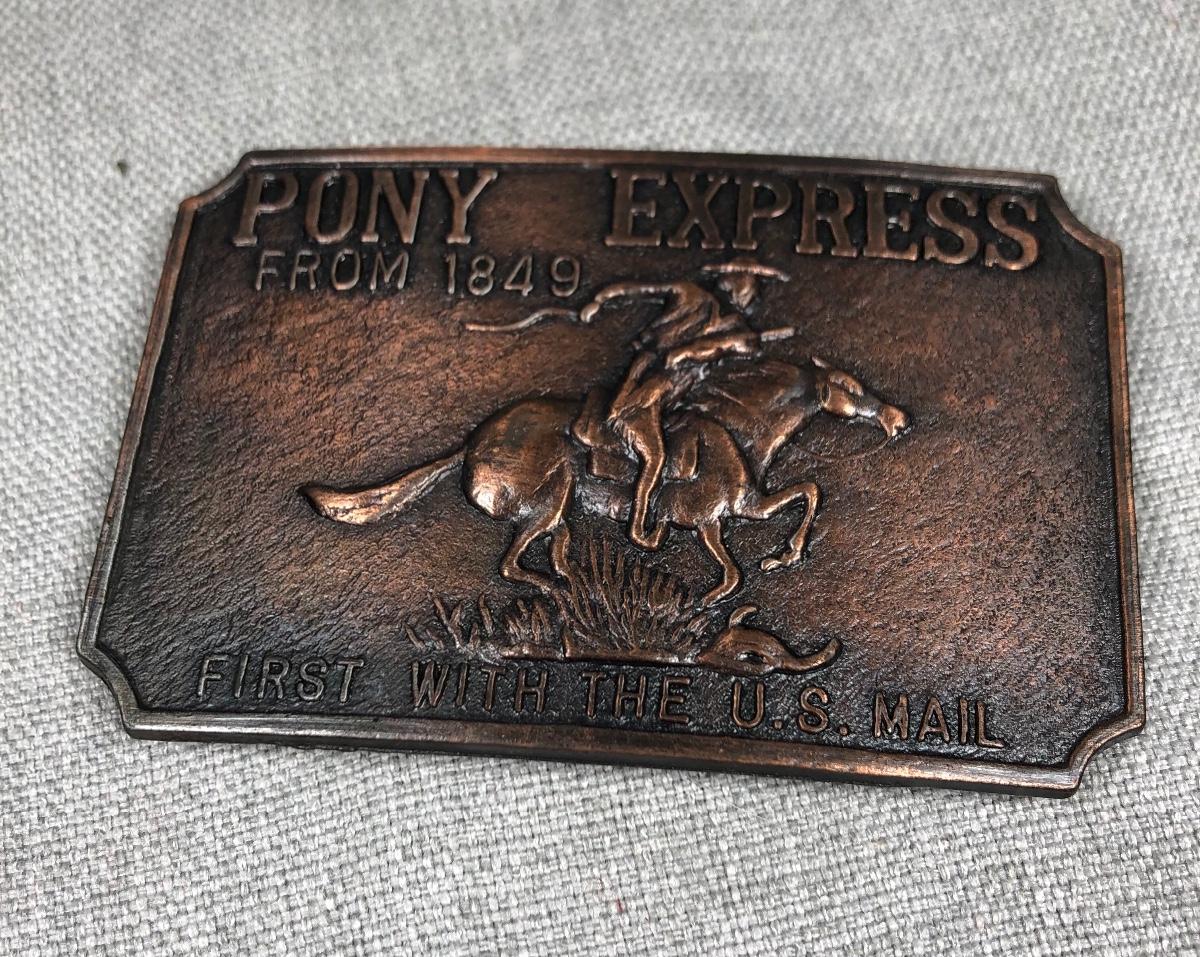 PONY EXPRESS
FROM 1849
FIRST WITH THE U.S. MAIL